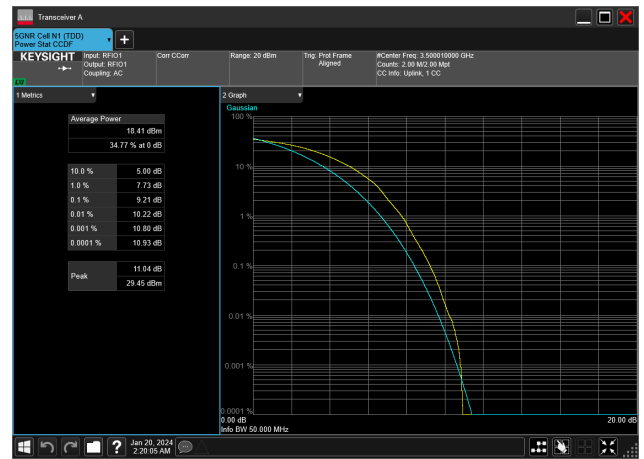 Transceiver A
5GNR Cell N1 (TDD)
Power Stat CCDF
KEYSIGHT
Input: RFIO1
Output: RFIO1
Coupling: AC
Corr CCorr
Range: 20 dBm
Trig: Prot Frame
Aligned
#Center Freq: 3.500010000 GHz
Counts: 2.00 M/2.00 Mpt
CC Info: Uplink, 1 CC
LXI
1 Metrics
Average Power
18.41 dBm
34.77 % at 0 dB
10.0 % 5.00 dB
1.0 % 7.73 dB
0.1 % 9.21 dB
0.01 % 10.22 dB
0.001 % 10.80 dB
0.0001 % 10.93 dB
Peak
11.04 dB
29.45 dBm
2 Graph
Gaussian
100 %
10 %
1 %
0.1 %
0.01 %
0.001 %
0.0001 %
0.00 dB 20.00 dB
Info BW 50.000 MHz
?
Jan 20, 2024
2:20:05 AM